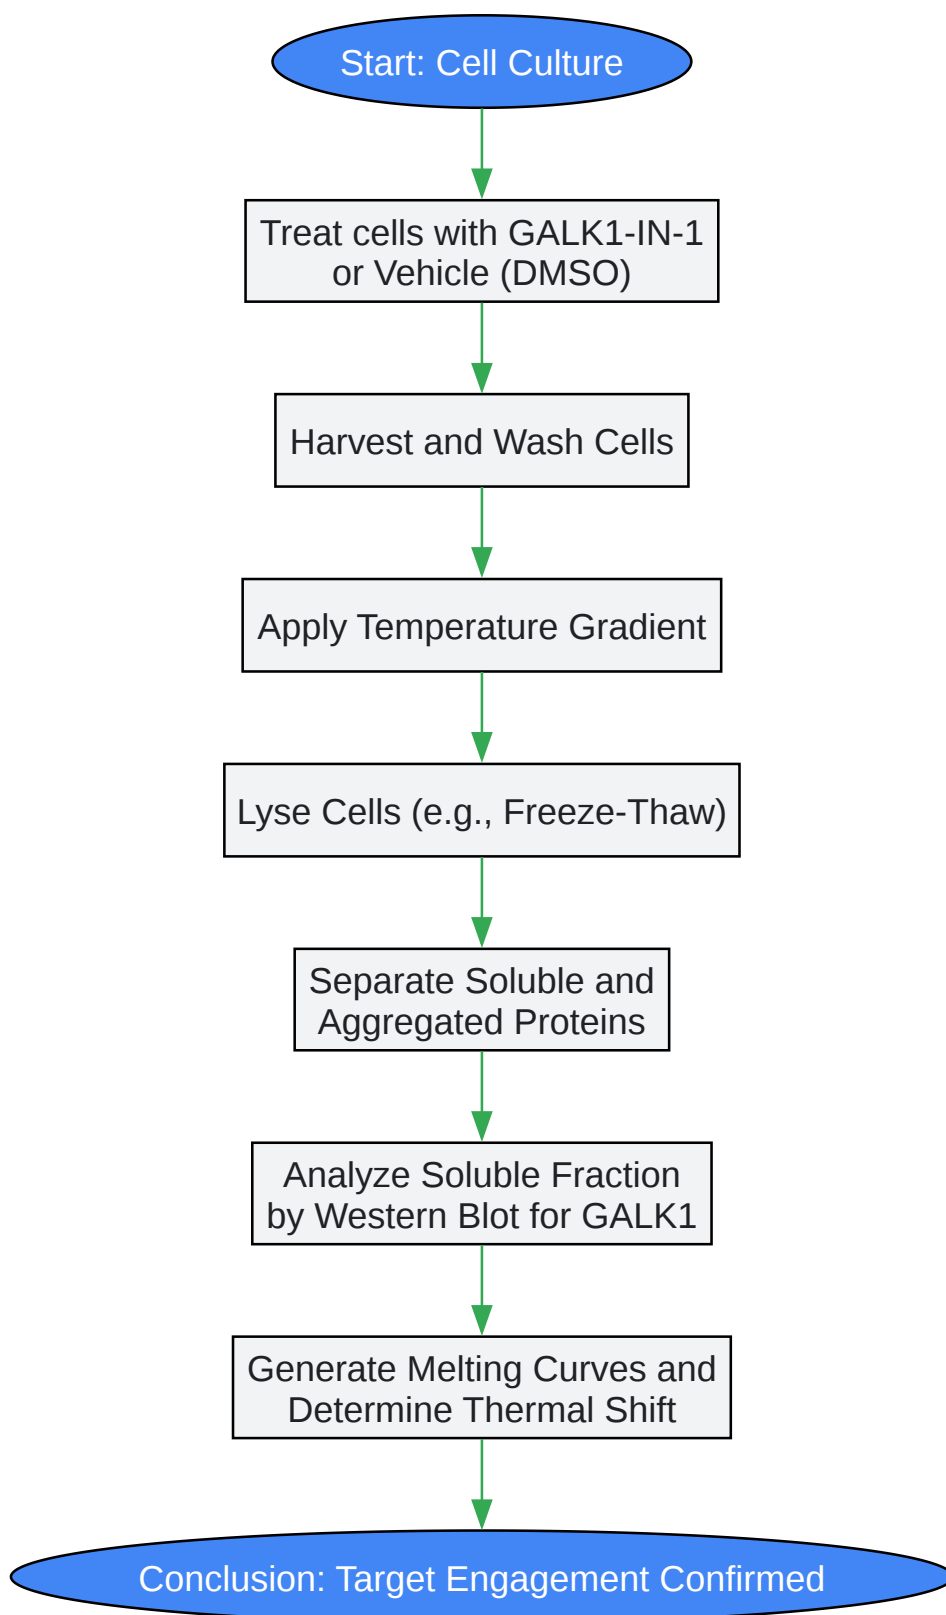 Start: Cell Culture
Treat cells with GALK1-IN-1
or Vehicle (DMSO)
Harvest and Wash Cells
Apply Temperature Gradient
Lyse Cells (e.g., Freeze-Thaw)
Separate Soluble and
Aggregated Proteins
Analyze Soluble Fraction
by Western Blot for GALK1
Generate Melting Curves and
Determine Thermal Shift
Conclusion: Target Engagement Confirmed